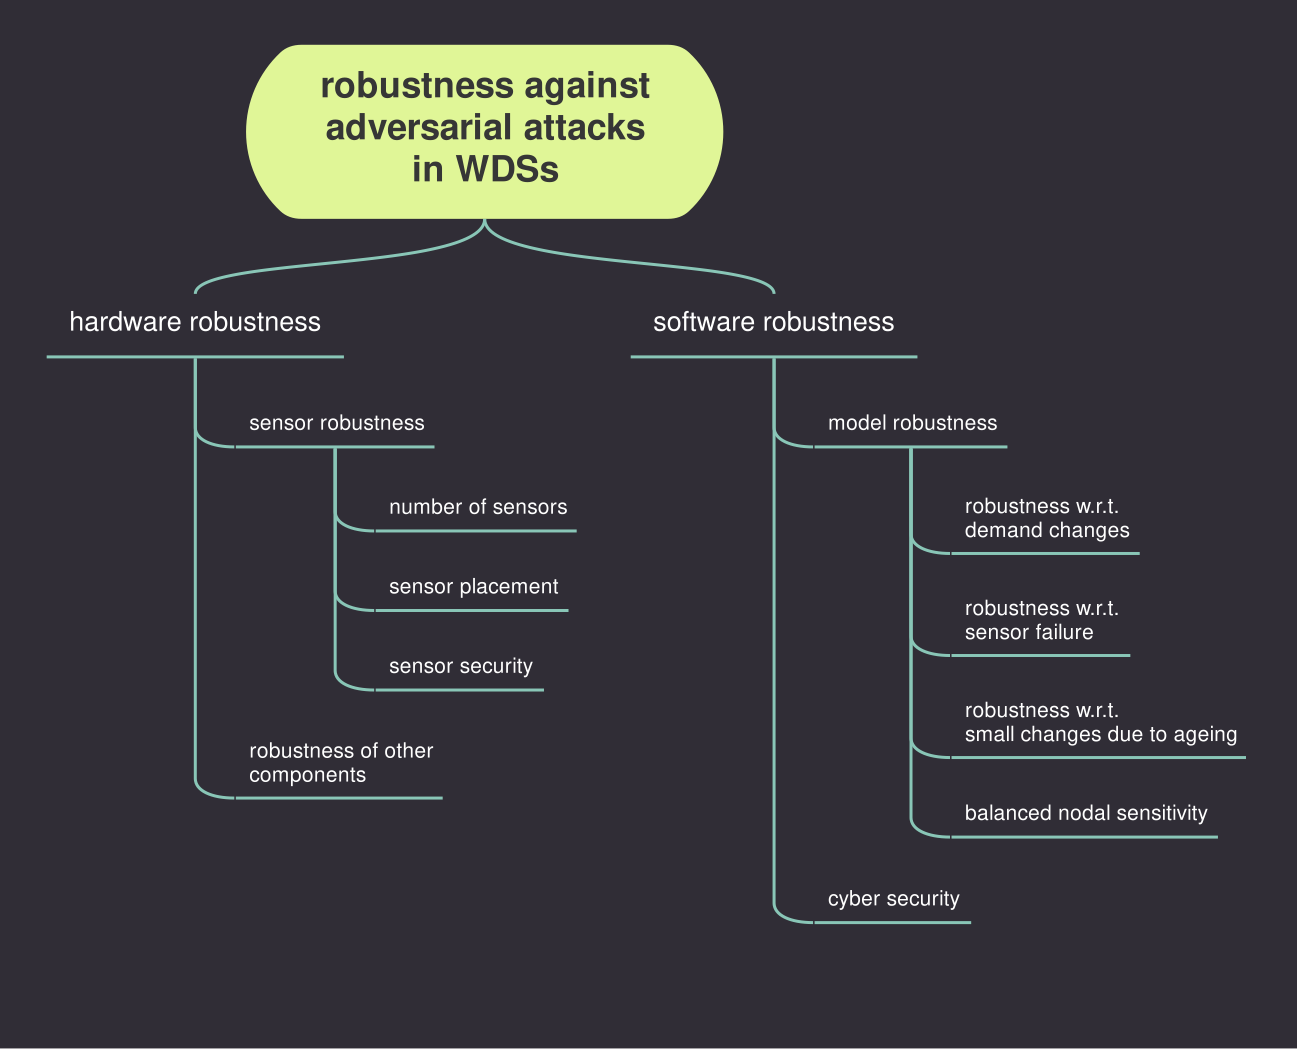 robustness against
adversarial attacks
in WDSs
hardware robustness
sensor robustness
number of sensors
sensor placement
sensor security
robustness of other
components
software robustness
model robustness
robustness w.r.t.
demand changes
robustness w.r.t.
sensor failure
robustness w.r.t.
small changes due to ageing
balanced nodal sensitivity
cyber security